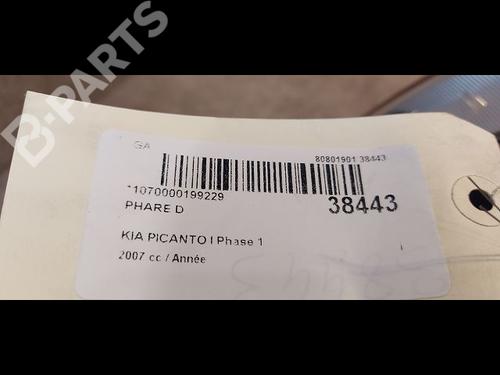 B-PARTS
GA
80801901 38443
*1070000199229
38443
PHARE D
KIA PICANTO I Phase 1
2007 cc / Année